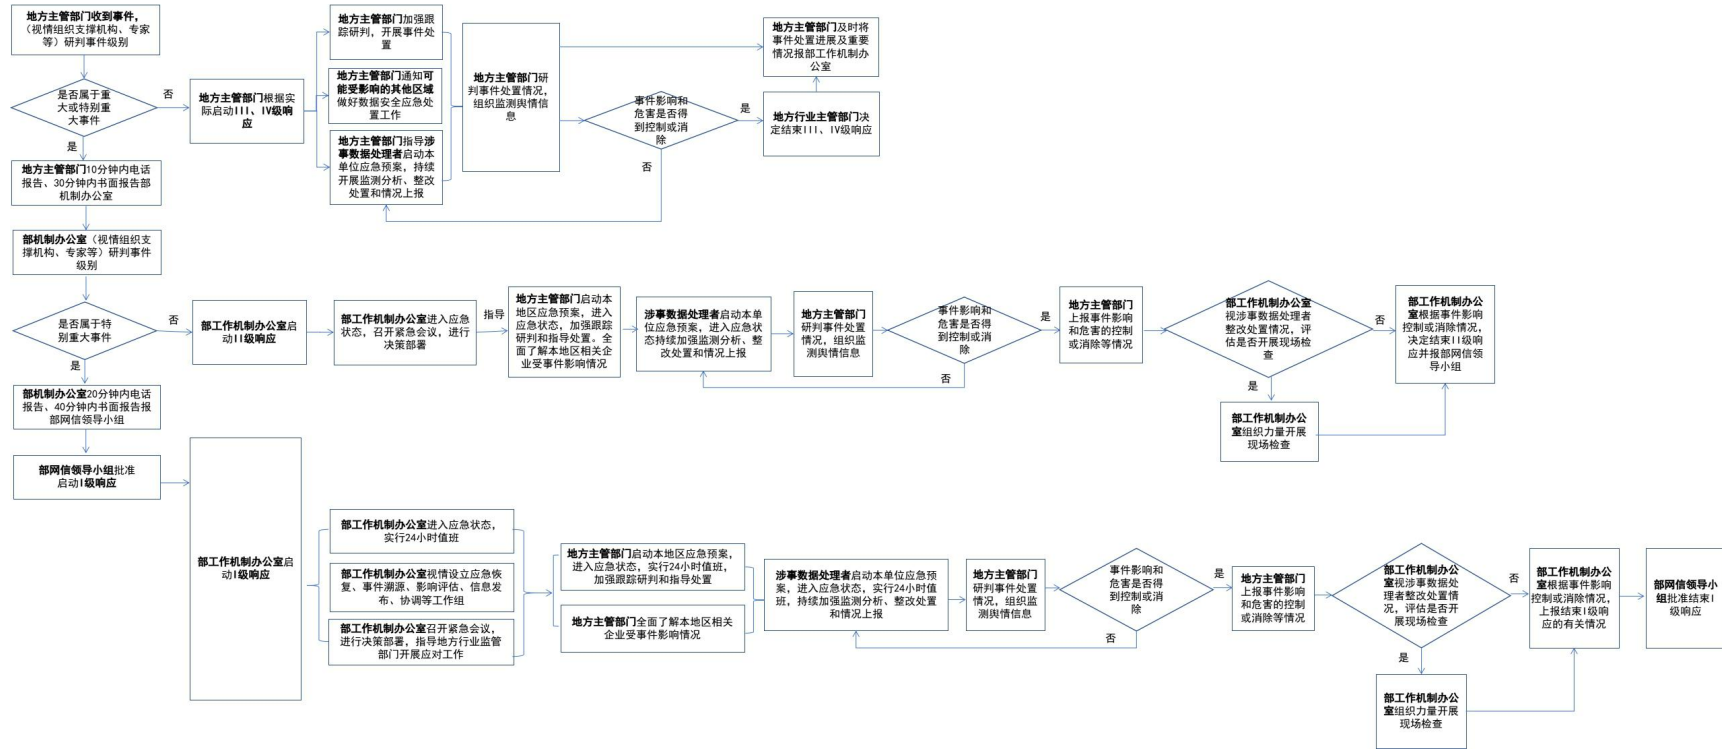 地方主管部门收到事件，
（视情组织支撑机构、专家
等）研判事件级别
是否属于重
大或特别重
大事件
否
是
地方主管部门根据实
际启动III、IV级响
应
地方主管部门加强跟
踪研判，开展事件处
置
地方主管部门通知可
能受影响的其他区域
做好数据安全应急处
置工作
地方主管部门指导涉
事数据处理者启动本
单位应急预案，持续
开展监测分析、整改
处置和情况上报
地方主管部门研
判事件处置情况，
组织监测舆情信
息
事件影响和
危害是否得
到控制或消
除
是
否
地方主管部门及时将
事件处置进展及重要
情况报部工作机制办
公室
地方行业主管部门决
定结束III、IV级响应
地方主管部门10分钟内电话
报告、30分钟内书面报告部
机制办公室
部机制办公室（视情组织支
撑机构、专家等）研判事件
级别
是否属于特
别重大事件
否
是
部工作机制办公室启
动II级响应
部工作机制办公室进入应急
状态，召开紧急会议，进行
决策部署
指导
地方主管部门启动本
地区应急预案，进入
应急状态，加强跟踪
研判和指导处置。全
面了解本地区相关企
业受事件影响情况
涉事数据处理者启动本单
位应急预案，进入应急状
态持续加强监测分析、整
改处置和情况上报
地方主管部门
研判事件处置
情况，组织监
测舆情信息
事件影响和
危害是否得
到控制或消
除
是
否
地方主管部门
上报事件影响
和危害的控制
或消除等情况
部工作机制办公室
视涉事数据处理者
整改处置情况，评
估是否开展现场检
查
否
是
部工作机制办公
室组织力量开展
现场检查
部工作机制办公
室根据事件影响
控制或消除情况，
决定结束II级响
应并报部网信领
导小组
部机制办公室20分钟内电话
报告、40分钟内书面报告报
部网信领导小组
部网信领导小组批准
启动I级响应
部工作机制办公室启
动I级响应
部工作机制办公室进入应急状态，
实行24小时值班
部工作机制办公室视情设立应急恢
复、事件溯源、影响评估、信息发
布、协调等工作组
部工作机制办公室召开紧急会议，
进行决策部署，指导地方行业监管
部门开展应对工作
地方主管部门启动本地区应急预案，
进入应急状态，实行24小时值班，
加强跟踪研判和指导处置
地方主管部门全面了解本地区相关
企业受事件影响情况
涉事数据处理者启动本单位应急预
案，进入应急状态，实行24小时值
班，持续加强监测分析、整改处置
和情况上报
地方主管部门
研判事件处置
情况，组织监
测舆情信息
事件影响和
危害是否得
到控制或消
除
是
否
地方主管部门
上报事件影响
和危害的控制
或消除等情况
部工作机制办公
室视涉事数据处
理者整改处置情
况，评估是否开
展现场检查
否
是
部工作机制办公
室组织力量开展
现场检查
部工作机制办公
室根据事件影响
控制或消除情况，
上报结束I级响
应的有关情况
部网信领导小
组批准结束I
级响应